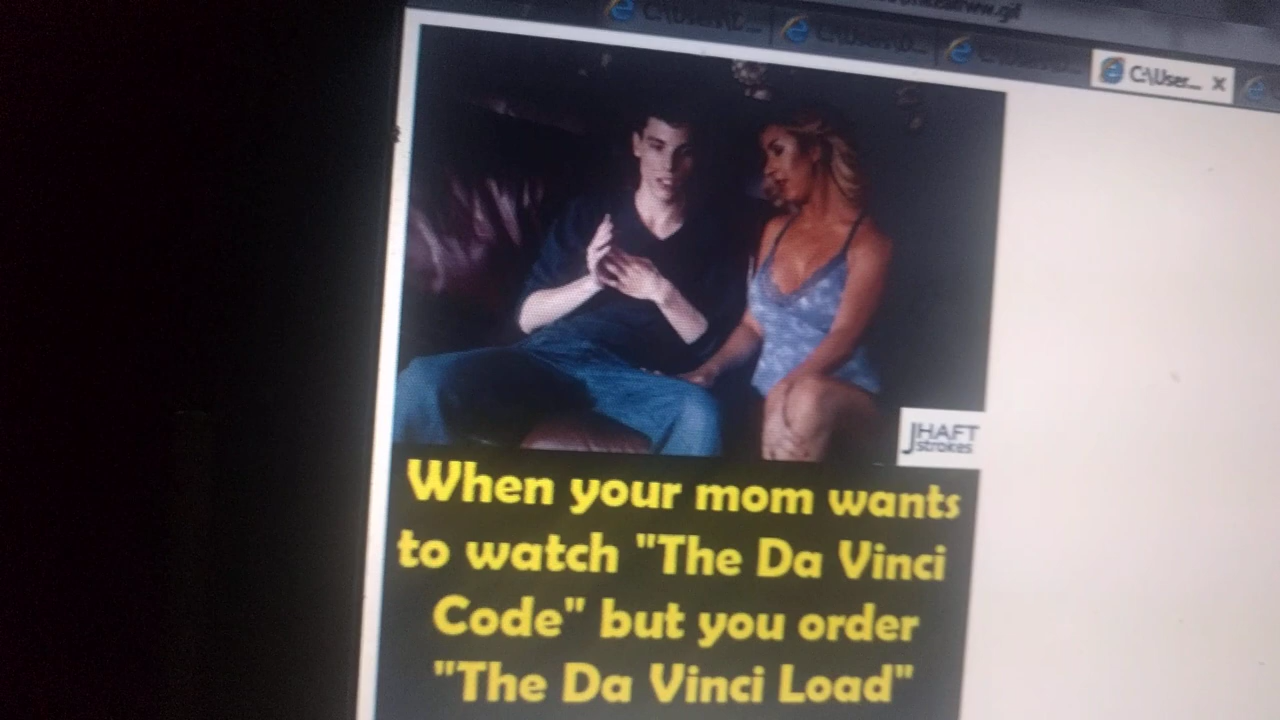 C:\User...
JHAFT
strokes
When your mom wants
to watch "The Da Vinci
Code" but you order
"The Da Vinci Load"